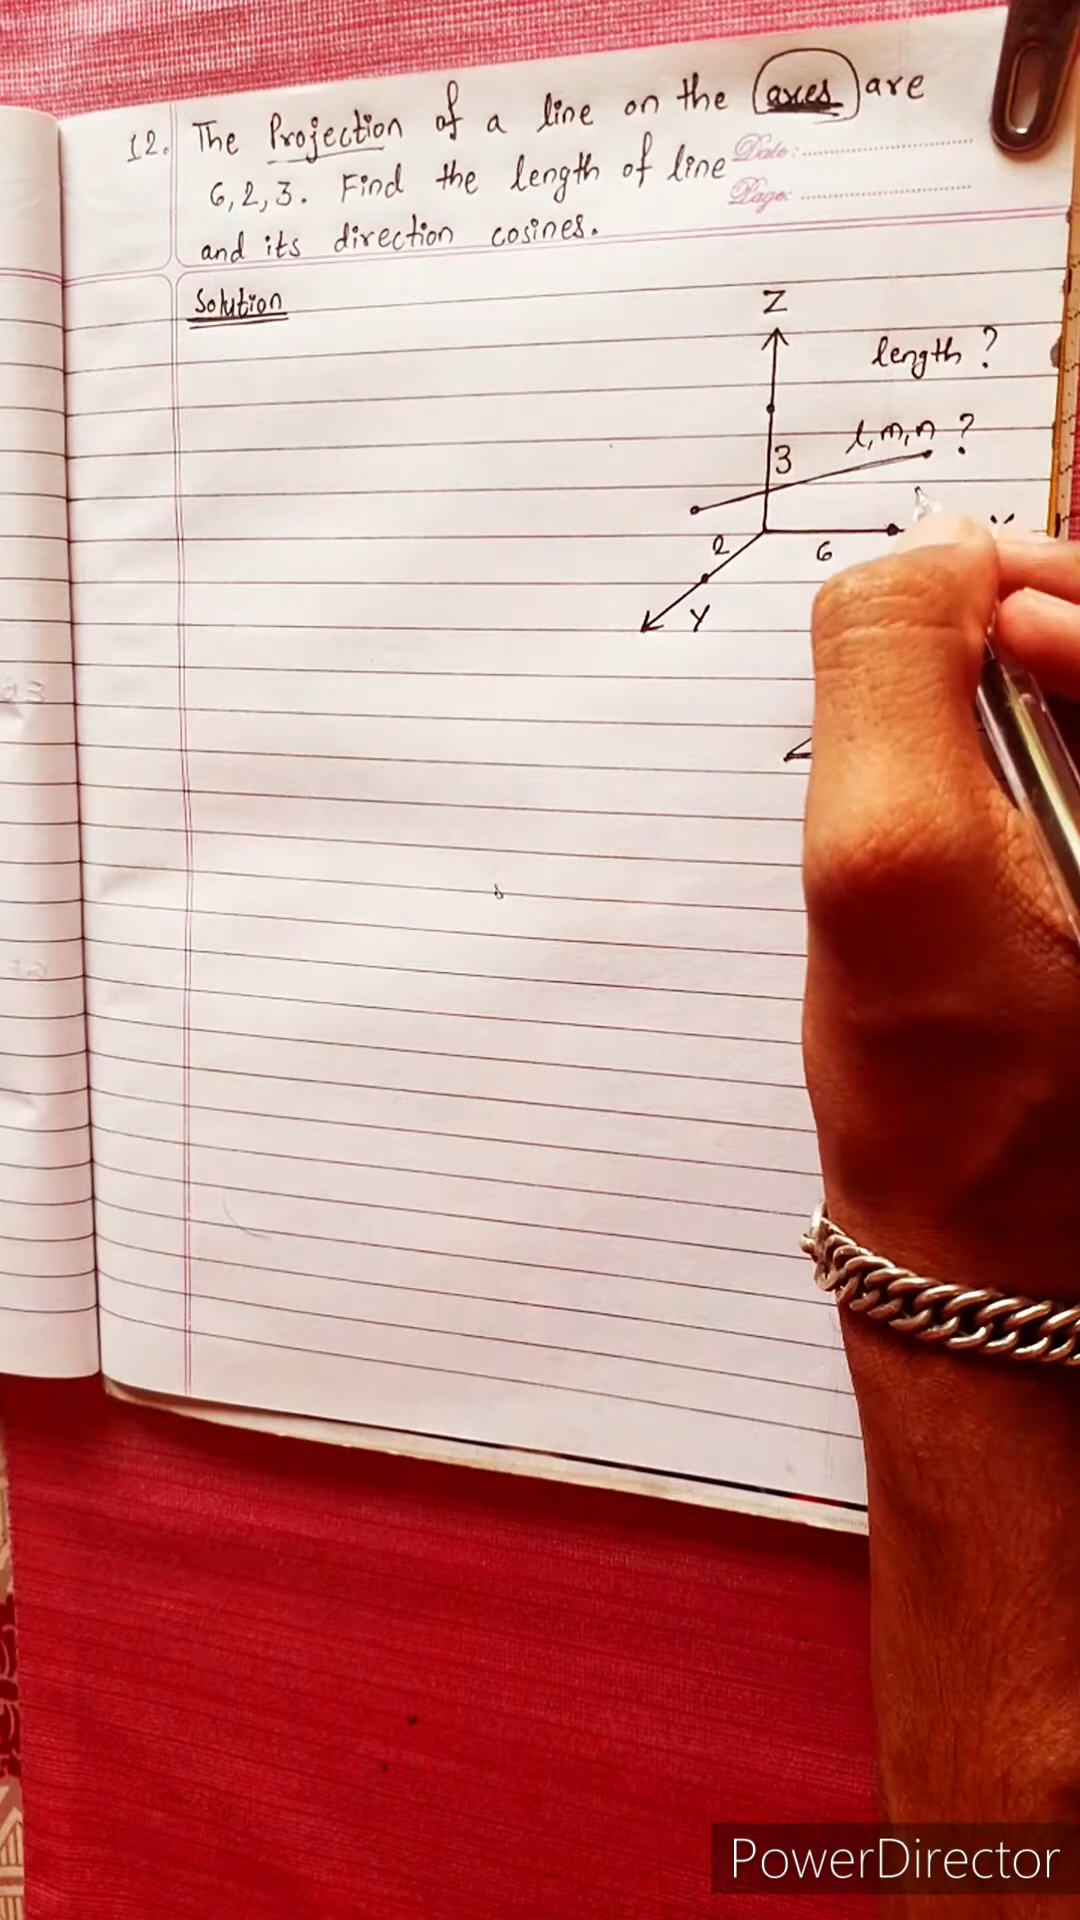 12. The Projection of a line on the axes are
6,2,3. Find the length of line
Date:
Page:
and its direction cosines.
Solution
Z
length ?
l,m,n ?
3
2
6
Y
PowerDirector